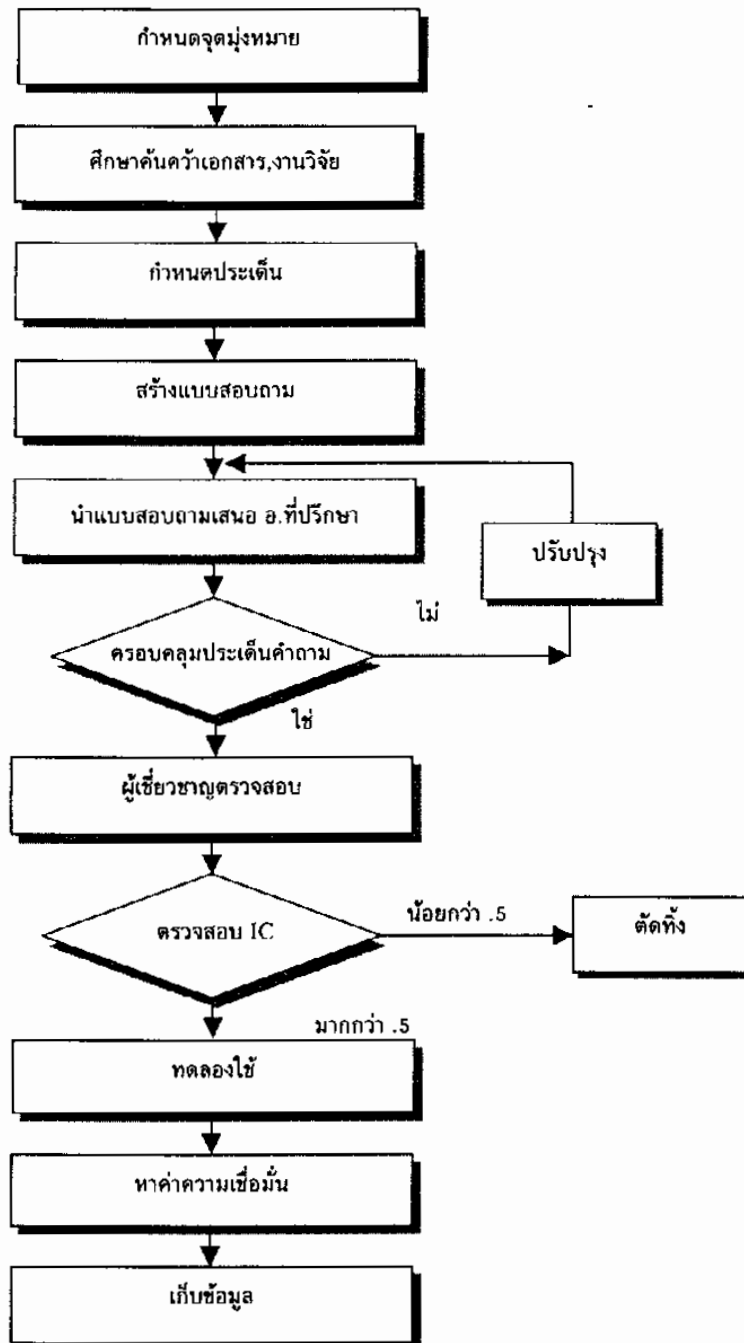 กำหนดจุดมุ่งหมาย
ศึกษาค้นคว้าเอกสาร,งานวิจัย
กำหนดประเด็น
สร้างแบบสอบถาม
นำแบบสอบถามเสนอ อ.ที่ปรึกษา
ปรับปรุง
ไม่
ครอบคลุมประเด็นคำถาม
ใช่
ผู้เชี่ยวชาญตรวจสอบ
ตรวจสอบ IC
น้อยกว่า .5
ตัดทิ้ง
มากกว่า .5
ทดลองใช้
หาค่าความเชื่อมั่น
เก็บข้อมูล